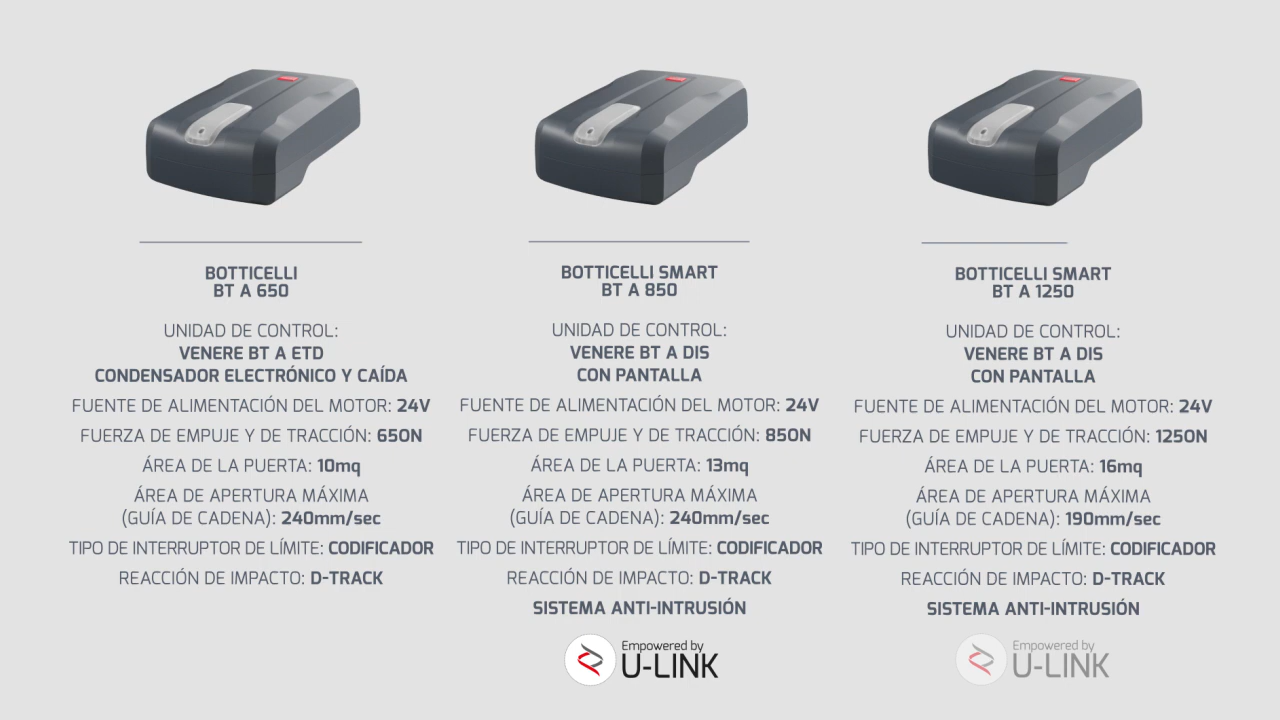 BOTTICELLI
BT A 650
UNIDAD DE CONTROL:
VENERE BT A ETD
CONDENSADOR ELECTRÓNICO Y CAÍDA
FUENTE DE ALIMENTACIÓN DEL MOTOR: 24V
FUERZA DE EMPUJE Y DE TRACCIÓN: 650N
ÁREA DE LA PUERTA: 10mq
ÁREA DE APERTURA MÁXIMA
(GUÍA DE CADENA): 240mm/sec
TIPO DE INTERRUPTOR DE LÍMITE: CODIFICADOR
REACCIÓN DE IMPACTO: D-TRACK
BOTTICELLI SMART
BT A 850
UNIDAD DE CONTROL:
VENERE BT A DIS
CON PANTALLA
FUENTE DE ALIMENTACIÓN DEL MOTOR: 24V
FUERZA DE EMPUJE Y DE TRACCIÓN: 850N
ÁREA DE LA PUERTA: 13mq
ÁREA DE APERTURA MÁXIMA
(GUÍA DE CADENA): 240mm/sec
TIPO DE INTERRUPTOR DE LÍMITE: CODIFICADOR
REACCIÓN DE IMPACTO: D-TRACK
SISTEMA ANTI-INTRUSIÓN
Empowered by
U-LINK
BOTTICELLI SMART
BT A 1250
UNIDAD DE CONTROL:
VENERE BT A DIS
CON PANTALLA
FUENTE DE ALIMENTACIÓN DEL MOTOR: 24V
FUERZA DE EMPUJE Y DE TRACCIÓN: 1250N
ÁREA DE LA PUERTA: 16mq
ÁREA DE APERTURA MÁXIMA
(GUÍA DE CADENA): 190mm/sec
TIPO DE INTERRUPTOR DE LÍMITE: CODIFICADOR
REACCIÓN DE IMPACTO: D-TRACK
SISTEMA ANTI-INTRUSIÓN
Empowered by
U-LINK